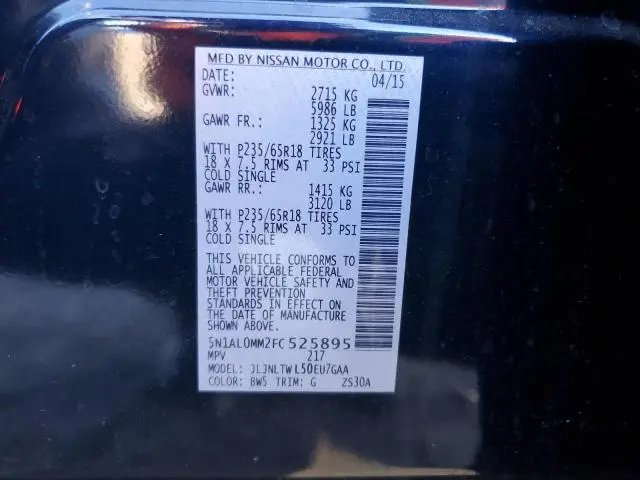 MFD BY NISSAN MOTOR CO., LTD.
DATE: 04/15
GVWR: 2715 KG
5986 LB
GAWR FR.: 1325 KG
2921 LB
WITH P235/65R18 TIRES
18 X 7.5 RIMS AT 33 PSI
COLD SINGLE
GAWR RR.: 1415 KG
3120 LB
WITH P235/65R18 TIRES
18 X 7.5 RIMS AT 33 PSI
COLD SINGLE
THIS VEHICLE CONFORMS TO
ALL APPLICABLE FEDERAL
MOTOR VEHICLE SAFETY AND
THEFT PREVENTION
STANDARDS IN EFFECT ON
THE DATE OF MANUFACTURE
SHOWN ABOVE.
5N1AL0MM2FC525895
MPV 217
MODEL: JLJNLTW L50EU7GAA
COLOR: BW5 TRIM: G ZS30A